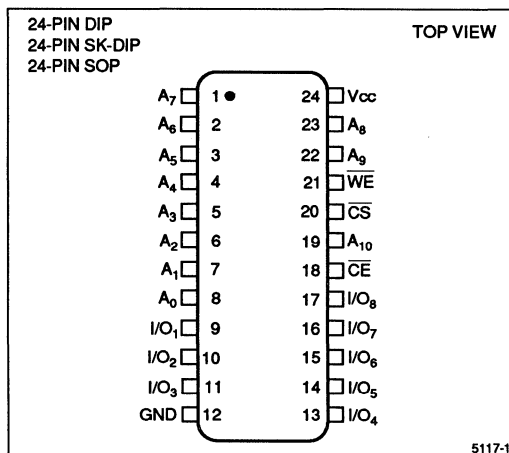 24-PIN DIP
24-PIN SK-DIP
24-PIN SOP
TOP VIEW
A₇ 1 24 Vcc
A₆ 2 23 A₈
A₅ 3 22 A₉
A₄ 4 21 W̅E̅
A₃ 5 20 C̅S̅
A₂ 6 19 A₁₀
A₁ 7 18 C̅E̅
A₀ 8 17 I/O₈
I/O₁ 9 16 I/O₇
I/O₂ 10 15 I/O₆
I/O₃ 11 14 I/O₅
GND 12 13 I/O₄
5117-1